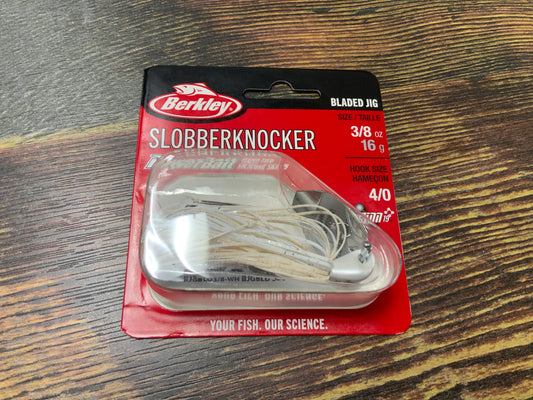 Berkley
BLADED JIG
SIZE / TAILLE
3/8 oz
16 g
SLOBBERKNOCKER
PowerBait
HOOK SIZE
HAMEÇON
4/0
YOUR FISH. OUR SCIENCE.